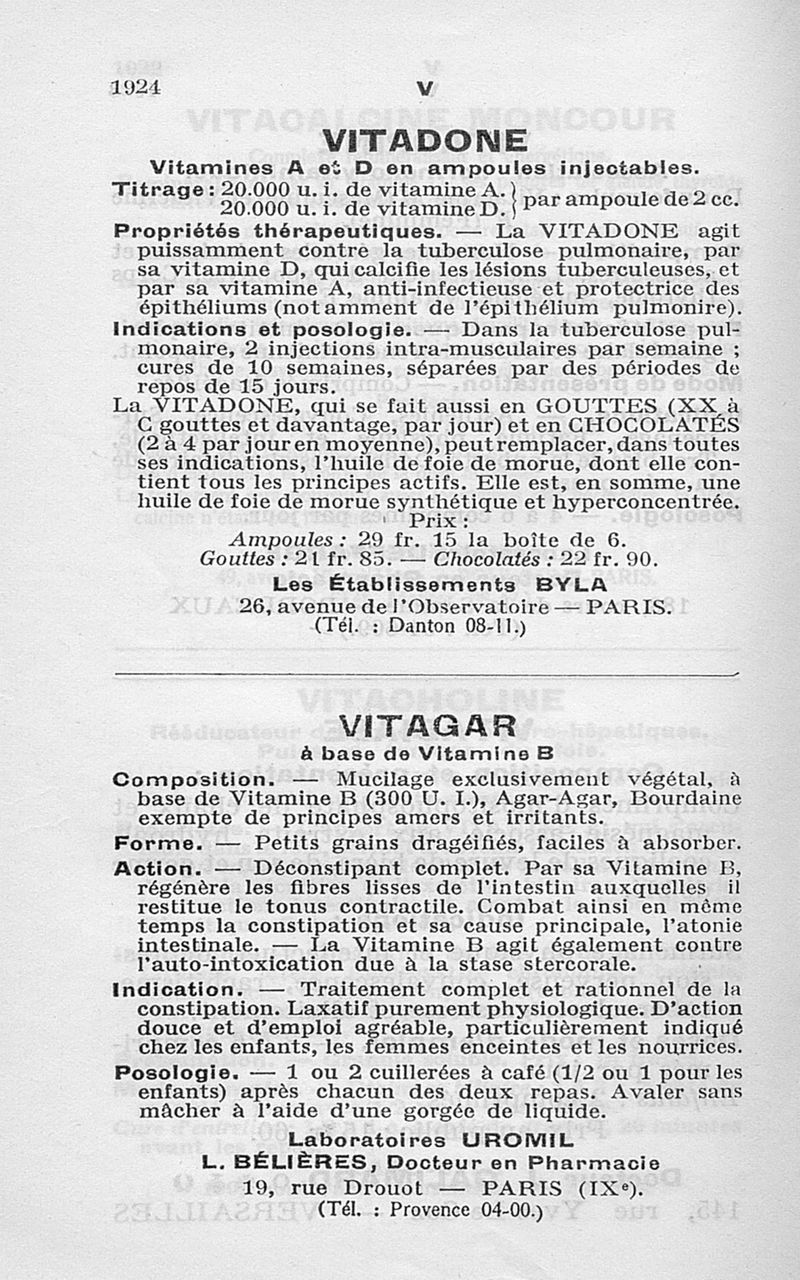 1924
V
VITADONE
Vitamines A et D en ampoules injectables.
Titrage : 20.000 u. i. de vitamine A. } par ampoule de 2 cc.
20.000 u. i. de vitamine D.
Propriétés thérapeutiques. — La VITADONE agit
puissamment contre la tuberculose pulmonaire, par
sa vitamine D, qui calcifie les lésions tuberculeuses, et
par sa vitamine A, anti-infectieuse et protectrice des
épithéliums (notamment de l'épithélium pulmonire).
Indications et posologie. — Dans la tuberculose pul-
monaire, 2 injections intra-musculaires par semaine ;
cures de 10 semaines, séparées par des périodes de
repos de 15 jours.
La VITADONE, qui se fait aussi en GOUTTES (XX à
C gouttes et davantage, par jour) et en CHOCOLATÉS
(2 à 4 par jour en moyenne), peut remplacer, dans toutes
ses indications, l'huile de foie de morue, dont elle con-
tient tous les principes actifs. Elle est, en somme, une
huile de foie de morue synthétique et hyperconcentrée.
Prix :
Ampoules : 29 fr. 15 la boîte de 6.
Gouttes : 21 fr. 85. — Chocolatés : 22 fr. 90.
Les Établissements BYLA
26, avenue de l'Observatoire — PARIS.
(Tél. : Danton 08-11.)
VITAGAR
à base de Vitamine B
Composition. — Mucilage exclusivement végétal, à
base de Vitamine B (300 U. I.), Agar-Agar, Bourdaine
exempte de principes amers et irritants.
Forme. — Petits grains dragéifiés, faciles à absorber.
Action. — Déconstipant complet. Par sa Vitamine B,
régénère les fibres lisses de l'intestin auxquelles il
restitue le tonus contractile. Combat ainsi en même
temps la constipation et sa cause principale, l'atonie
intestinale. — La Vitamine B agit également contre
l'auto-intoxication due à la stase stercorale.
Indication. — Traitement complet et rationnel de la
constipation. Laxatif purement physiologique. D'action
douce et d'emploi agréable, particulièrement indiqué
chez les enfants, les femmes enceintes et les nourrices.
Posologie. — 1 ou 2 cuillerées à café (1/2 ou 1 pour les
enfants) après chacun des deux repas. Avaler sans
mâcher à l'aide d'une gorgée de liquide.
Laboratoires UROMIL
L. BÉLIÈRES, Docteur en Pharmacie
19, rue Drouot — PARIS (IXe).
(Tél. : Provence 04-00.)